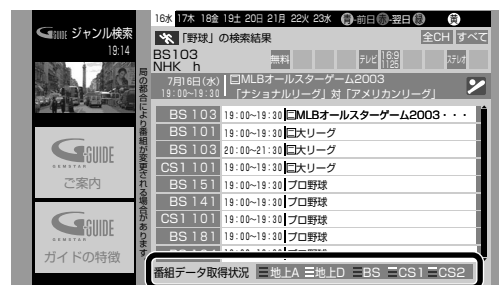 GGUIDE ジャンル検索
19:14
GGUIDE
GEMSTAR
ご案内
GGUIDE
GEMSTAR
ガイドの特徴
局の都合により番組が変更される場合があります
16水 17木 18金 19土 20日 21月 22火 23水 青-前日 赤-翌日 緑 黄
「野球」の検索結果 全CH すべて
BS103
NHK h 無料 テレビ 16:9 1125 ステレオ
7月16日(水) MLBオールスターゲーム2003
19:00~19:30 「ナショナルリーグ」対「アメリカンリーグ」
BS 103 19:00~19:30 MLBオールスターゲーム2003・・・
BS 101 19:00~19:30 大リーグ
BS 103 20:00~21:30 大リーグ
CS1 101 19:00~19:30 大リーグ
BS 151 19:00~19:30 プロ野球
BS 141 19:00~19:30 プロ野球
CS1 101 19:00~19:30 プロ野球
BS 181 19:00~19:30 プロ野球
番組データ取得状況 地上A 地上D BS CS1 CS2